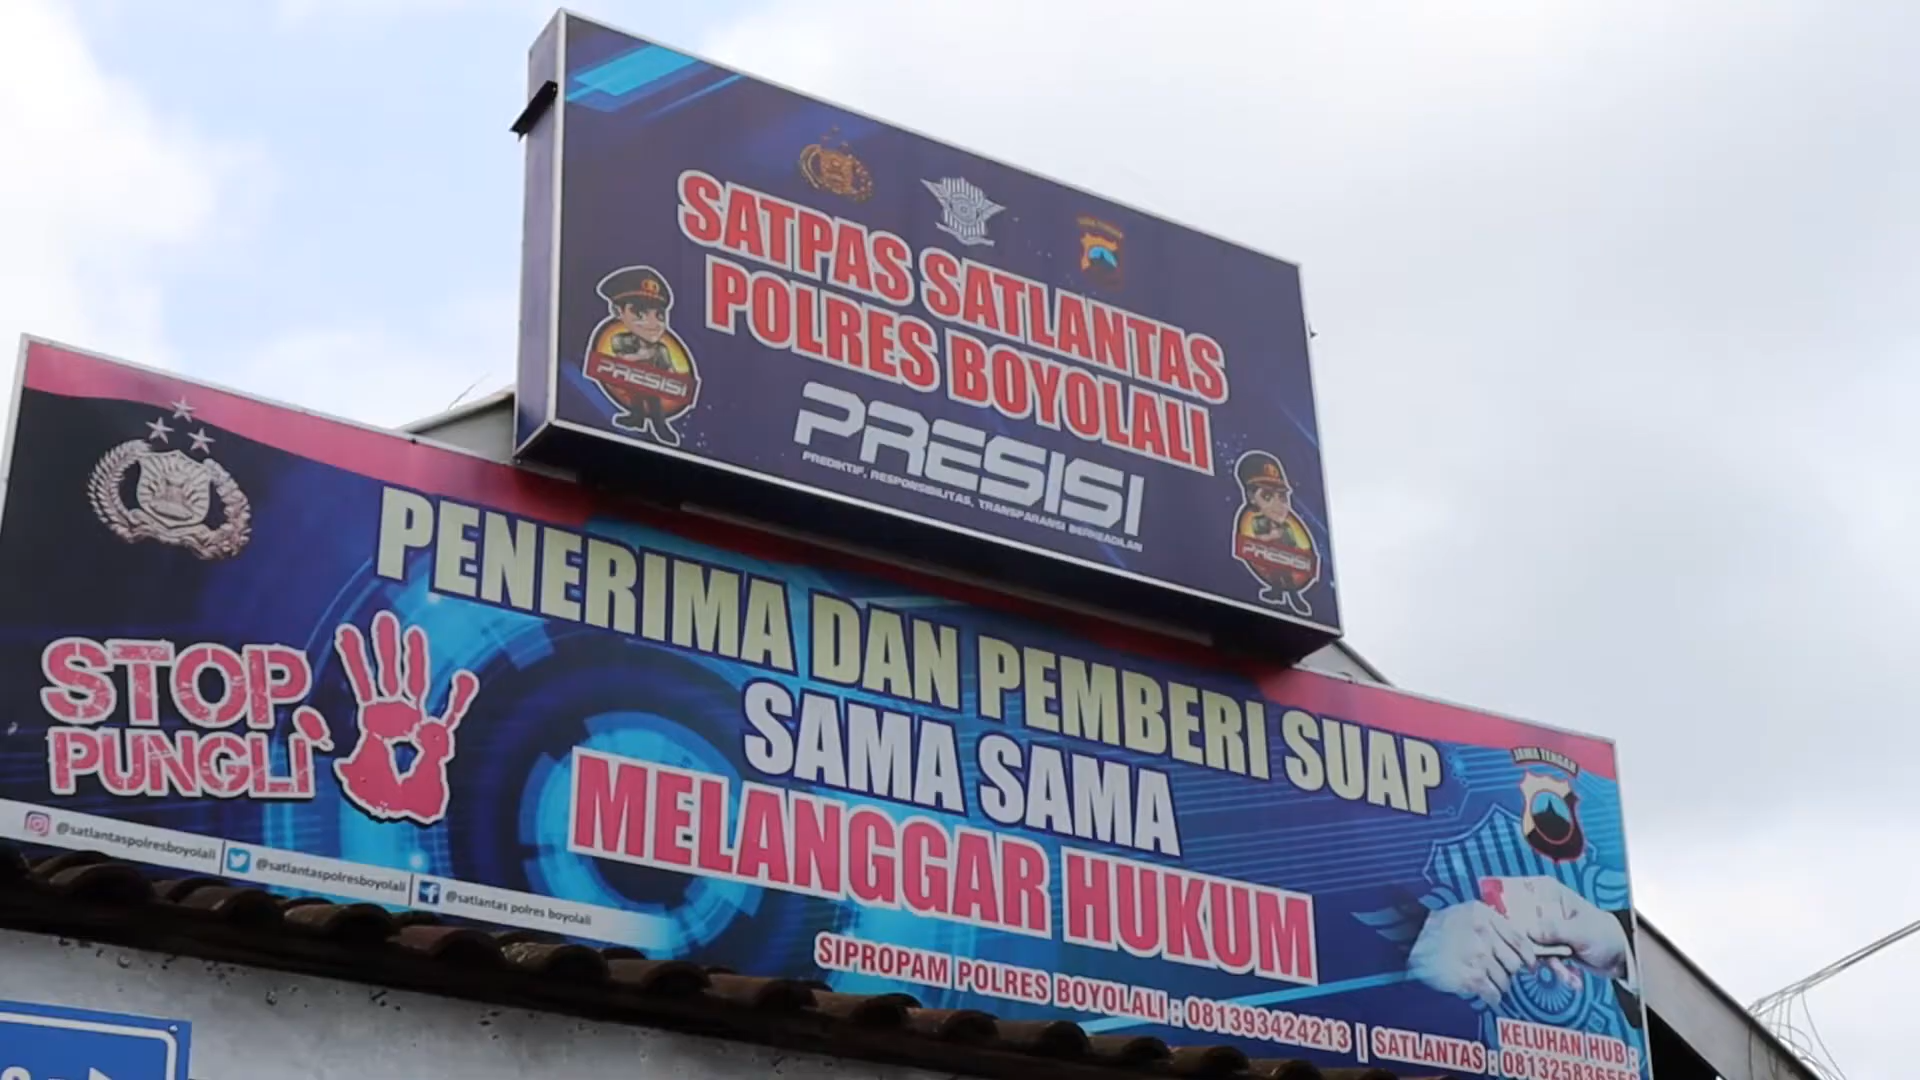 SATPAS SATLANTAS
POLRES BOYOLALI
PRESISI
PRESISI
PREDIKTIF, RESPONSIBILITAS, TRANSPARANSI BERKEADILAN
PRESISI
PENERIMA DAN PEMBERI SUAP
SAMA SAMA
MELANGGAR HUKUM
STOP
PUNGLI
JAWA TENGAH
@satlantaspolresboyolali
@satlantaspolresboyolali
@satlantas polres boyolali
SIPROPAM POLRES BOYOLALI : 081393424213 | SATLANTAS :
KELUHAN HUB :